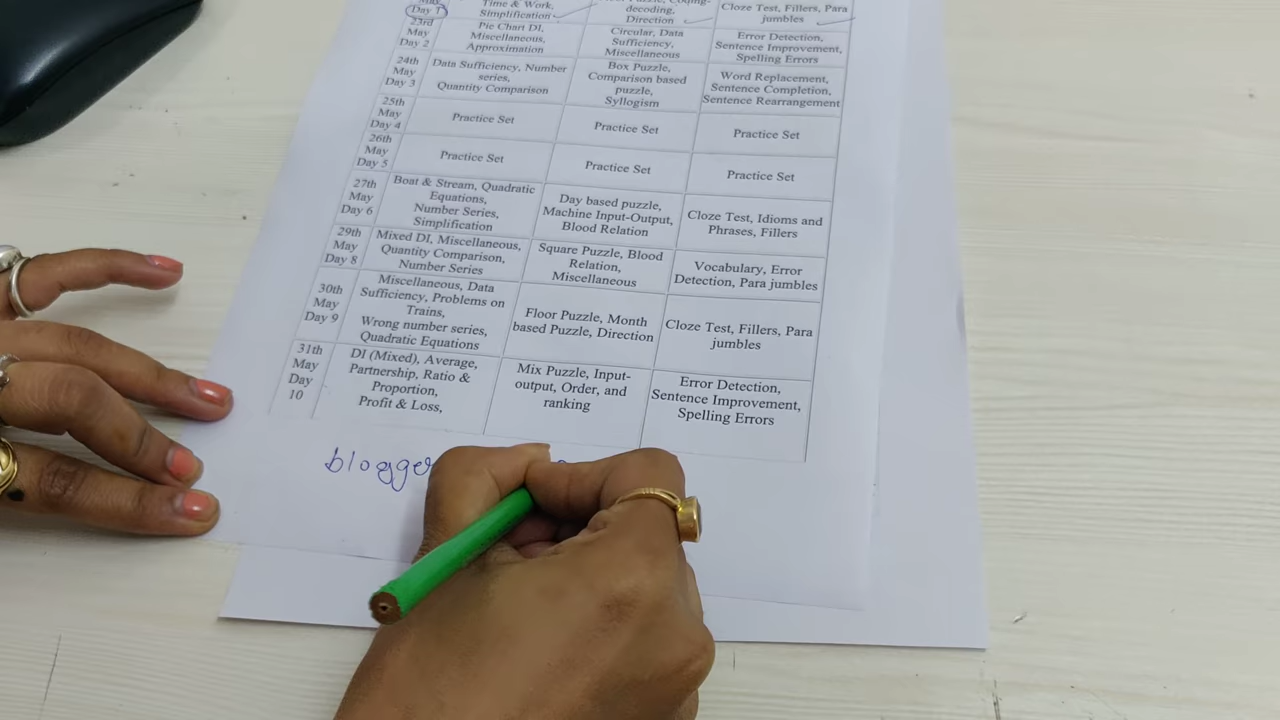 Day 1
Time & Work,
Simplification
decoding,
Direction
Cloze Test, Fillers, Para
jumbles
23rd
May
Day 2
Pie Chart DI,
Miscellaneous,
Approximation
Circular, Data
Sufficiency,
Miscellaneous
Error Detection,
Sentence Improvement,
Spelling Errors
24th
May
Day 3
Data Sufficiency, Number
series,
Quantity Comparison
Box Puzzle,
Comparison based
puzzle,
Syllogism
Word Replacement,
Sentence Completion,
Sentence Rearrangement
25th
May
Day 4
Practice Set
Practice Set
Practice Set
26th
May
Day 5
Practice Set
Practice Set
Practice Set
27th
May
Day 6
Boat & Stream, Quadratic
Equations,
Number Series,
Simplification
Day based puzzle,
Machine Input-Output,
Blood Relation
Cloze Test, Idioms and
Phrases, Fillers
29th
May
Day 8
Mixed DI, Miscellaneous,
Quantity Comparison,
Number Series
Square Puzzle, Blood
Relation,
Miscellaneous
Vocabulary, Error
Detection, Para jumbles
30th
May
Day 9
Miscellaneous, Data
Sufficiency, Problems on
Trains,
Wrong number series,
Quadratic Equations
Floor Puzzle, Month
based Puzzle, Direction
Cloze Test, Fillers, Para
jumbles
31th
May
Day
10
DI (Mixed), Average,
Partnership, Ratio &
Proportion,
Profit & Loss,
Mix Puzzle, Input-
output, Order, and
ranking
Error Detection,
Sentence Improvement,
Spelling Errors
blogger